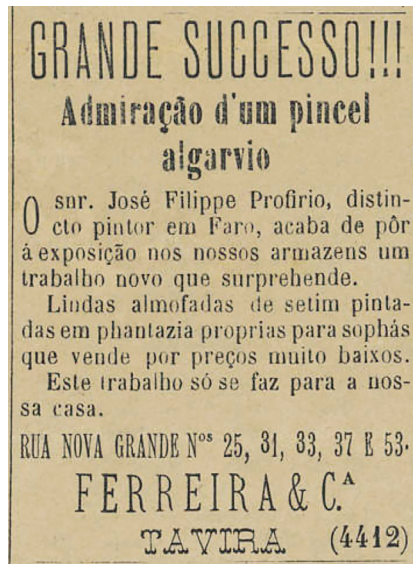 GRANDE SUCCESSO!!!
Admiração d'um pincel
algarvio
O snr. José Filippe Profirio, distin-
cto pintor em Faro, acaba de pôr
á exposição nos nossos armazens um
trabalho novo que surprehende.
Lindas almofadas de setim pinta-
das em phantazia proprias para sophás
que vende por preços muito baixos.
Este trabalho só se faz para a nos-
sa casa.
RUA NOVA GRANDE Nos 25, 31, 33, 37 E 53-
FERREIRA & C.A
TAVIRA (4412)